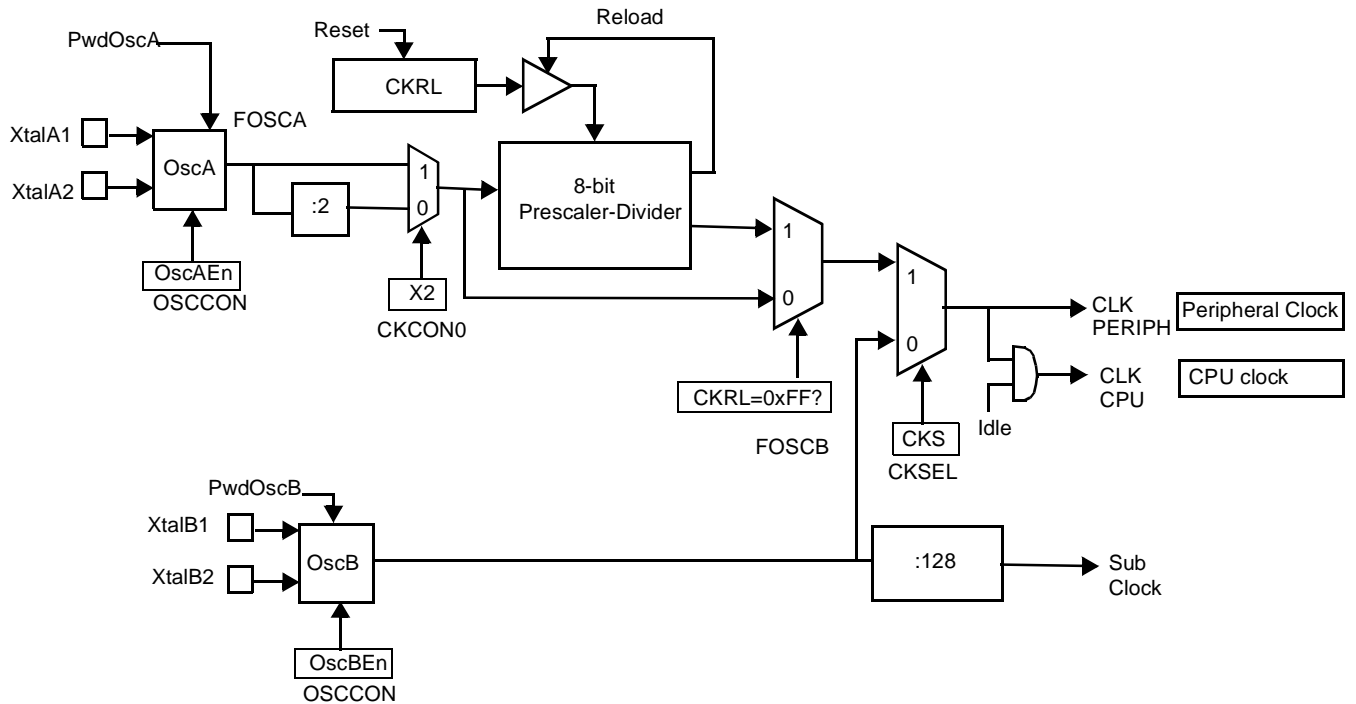 Reload
Reset
PwdOscA
CKRL
FOSCA
XtalA1
OscA
1
8-bit
Prescaler-Divider
XtalA2
:2
0
1
OscAEn
OSCCON
X2
CKCON0
0
1
CLK
PERIPH
Peripheral Clock
0
CKRL=0xFF?
CLK
CPU
CPU clock
Idle
FOSCB
CKS
CKSEL
PwdOscB
XtalB1
OscB
:128
Sub
Clock
XtalB2
OscBEn
OSCCON